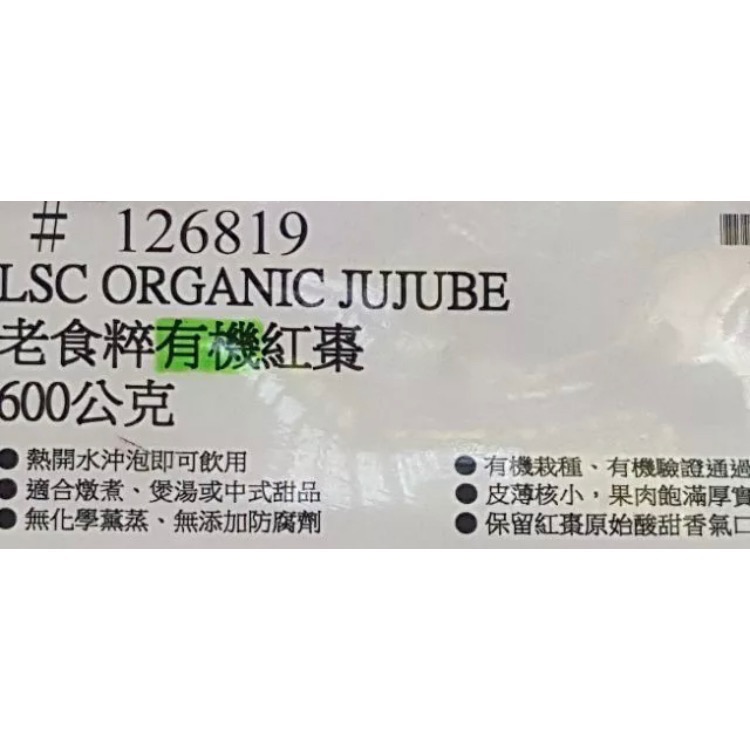 # 126819
LSC ORGANIC JUJUBE
老食粹有機紅棗
600公克
● 熱開水沖泡即可飲用
● 適合燉煮、煲湯或中式甜品
● 無化學薰蒸、無添加防腐劑
● 有機栽種、有機驗證通過
● 皮薄核小，果肉飽滿厚實
● 保留紅棗原始酸甜香氣口